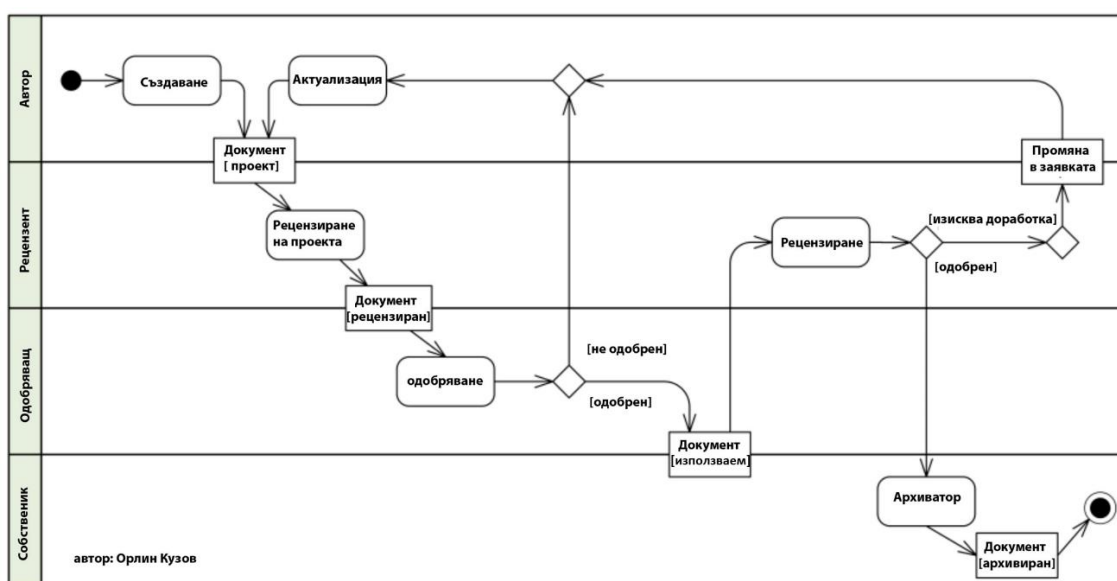 Автор
Създаване
Актуализация
Документ
[ проект]
Промяна
в заявката
Рецензент
Рецензиране
на проекта
Рецензиране
[изисква доработка]
[одобрен]
Документ
[рецензиран]
Одобряващ
одобряване
[не одобрен]
[одобрен]
Документ
[използваем]
Собственик
Архиватор
Документ
[архивиран]
автор: Орлин Кузов